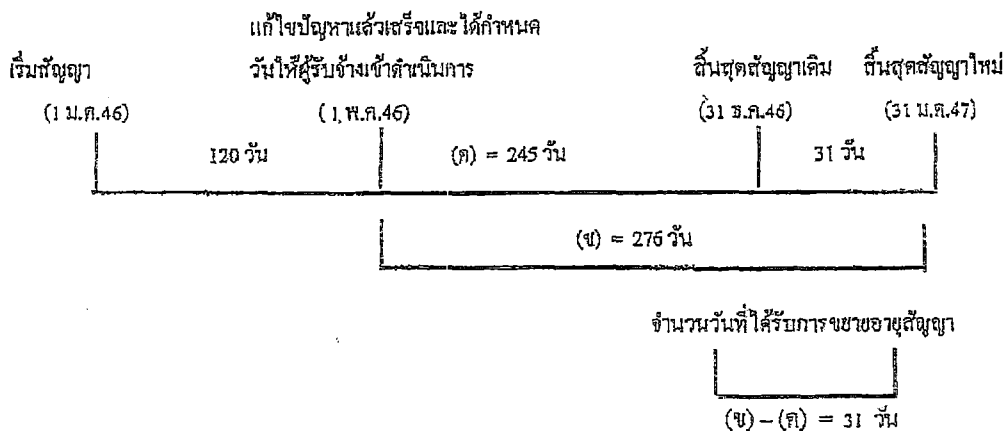 แก้ไขปัญหาแล้วเสร็จและได้กำหนด
เริ่มสัญญา วันให้ผู้รับจ้างเข้าดำเนินการ สิ้นสุดสัญญาเดิม สิ้นสุดสัญญาใหม่
(1 ม.ค.46) (1 พ.ค.46) (31 ธ.ค.46) (31 ม.ค.47)
120 วัน (ค) = 245 วัน 31 วัน
(ข) = 276 วัน
จำนวนวันที่ได้รับการขยายอายุสัญญา
(ข) – (ค) = 31 วัน